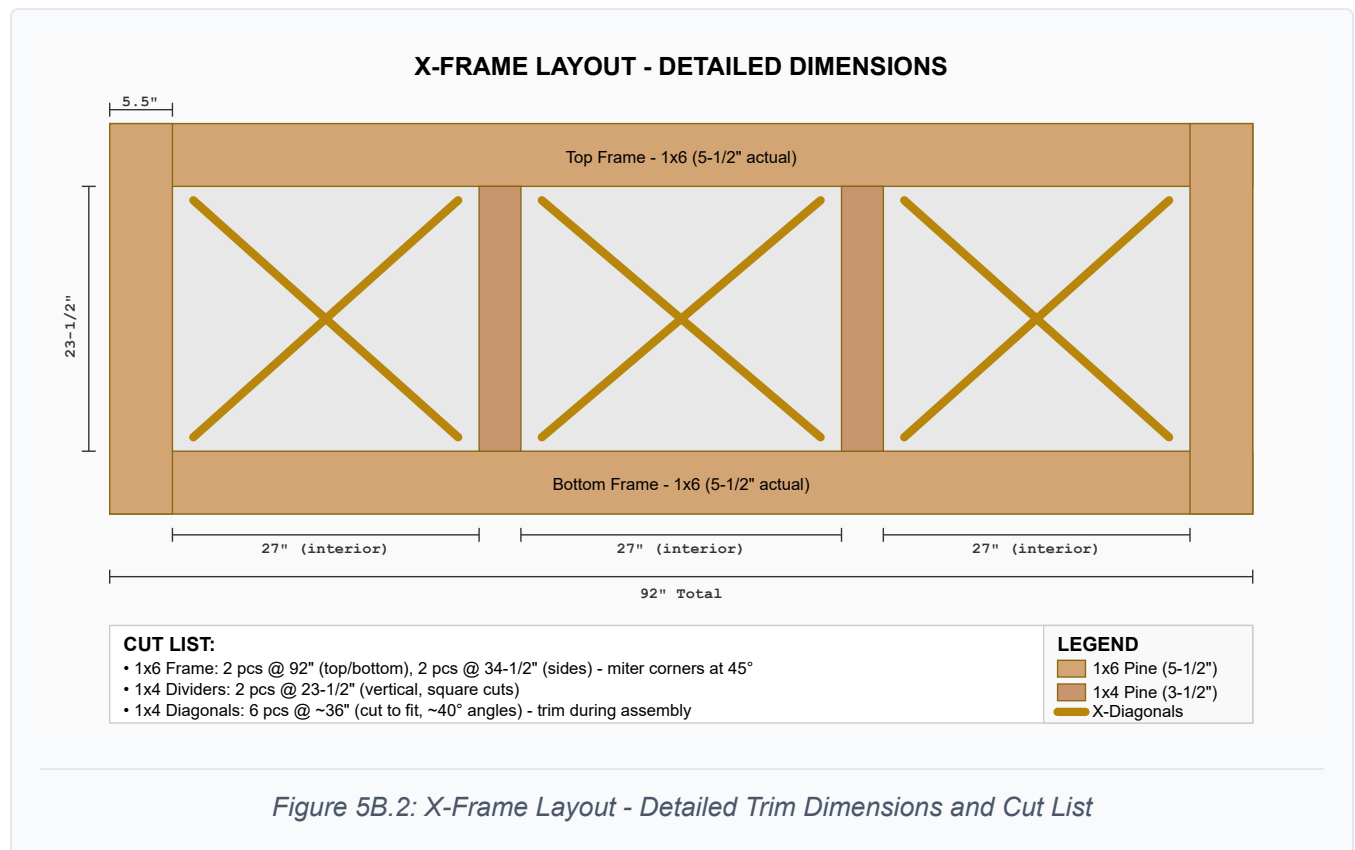 X-FRAME LAYOUT - DETAILED DIMENSIONS
5.5"
Top Frame - 1x6 (5-1/2" actual)
23-1/2"
Bottom Frame - 1x6 (5-1/2" actual)
27" (interior)
27" (interior)
27" (interior)
92" Total
CUT LIST:
• 1x6 Frame: 2 pcs @ 92" (top/bottom), 2 pcs @ 34-1/2" (sides) - miter corners at 45°
• 1x4 Dividers: 2 pcs @ 23-1/2" (vertical, square cuts)
• 1x4 Diagonals: 6 pcs @ ~36" (cut to fit, ~40° angles) - trim during assembly
LEGEND
1x6 Pine (5-1/2")
1x4 Pine (3-1/2")
X-Diagonals
Figure 5B.2: X-Frame Layout - Detailed Trim Dimensions and Cut List